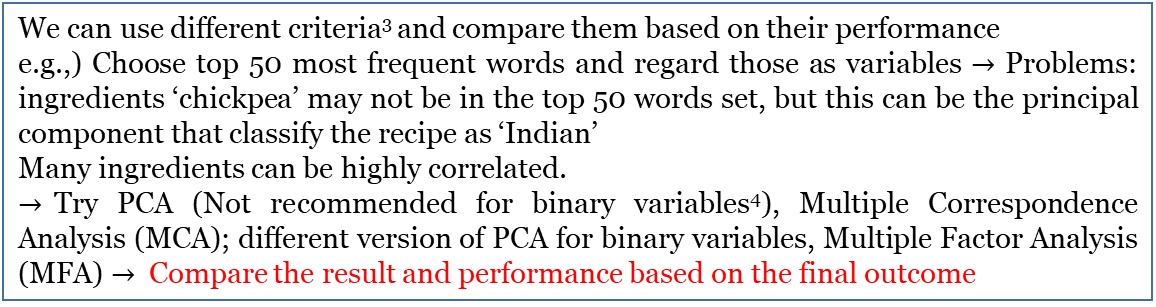 We can use different criteria³ and compare them based on their performance
e.g.,) Choose top 50 most frequent words and regard those as variables → Problems:
ingredients ‘chickpea’ may not be in the top 50 words set, but this can be the principal
component that classify the recipe as ‘Indian’
Many ingredients can be highly correlated.
→ Try PCA (Not recommended for binary variables⁴), Multiple Correspondence
Analysis (MCA); different version of PCA for binary variables, Multiple Factor Analysis
(MFA) → Compare the result and performance based on the final outcome